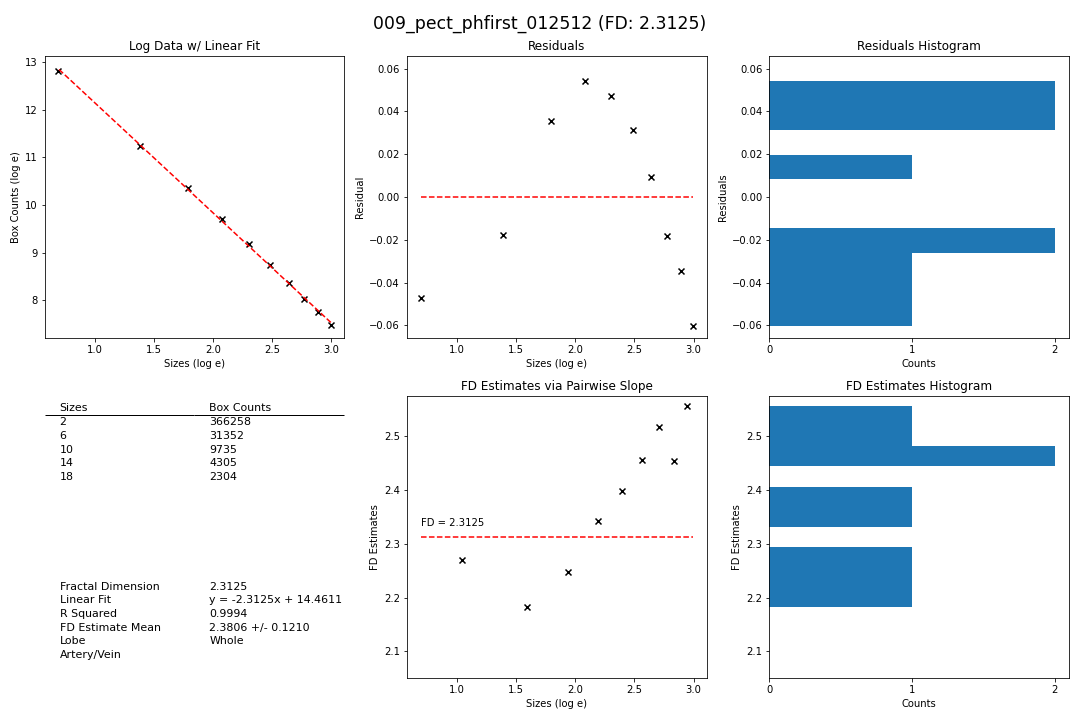 009_pect_phfirst_012512 (FD: 2.3125)
Log Data w/ Linear Fit
13
12
11
10
9
8
Box Counts (log e)
1.0 1.5 2.0 2.5 3.0
Sizes (log e)
Residuals
0.06
0.04
0.02
0.00
−0.02
−0.04
−0.06
Residual
1.0 1.5 2.0 2.5 3.0
Sizes (log e)
Residuals Histogram
0.06
0.04
0.02
0.00
−0.02
−0.04
−0.06
Residuals
0 1 2
Counts
Sizes Box Counts
2 366258
6 31352
10 9735
14 4305
18 2304
Fractal Dimension 2.3125
Linear Fit y = -2.3125x + 14.4611
R Squared 0.9994
FD Estimate Mean 2.3806 +/- 0.1210
Lobe Whole
Artery/Vein
FD Estimates via Pairwise Slope
2.5
2.4
2.3
2.2
2.1
FD Estimates
FD = 2.3125
1.0 1.5 2.0 2.5 3.0
Sizes (log e)
FD Estimates Histogram
2.5
2.4
2.3
2.2
2.1
FD Estimates
0 1 2
Counts